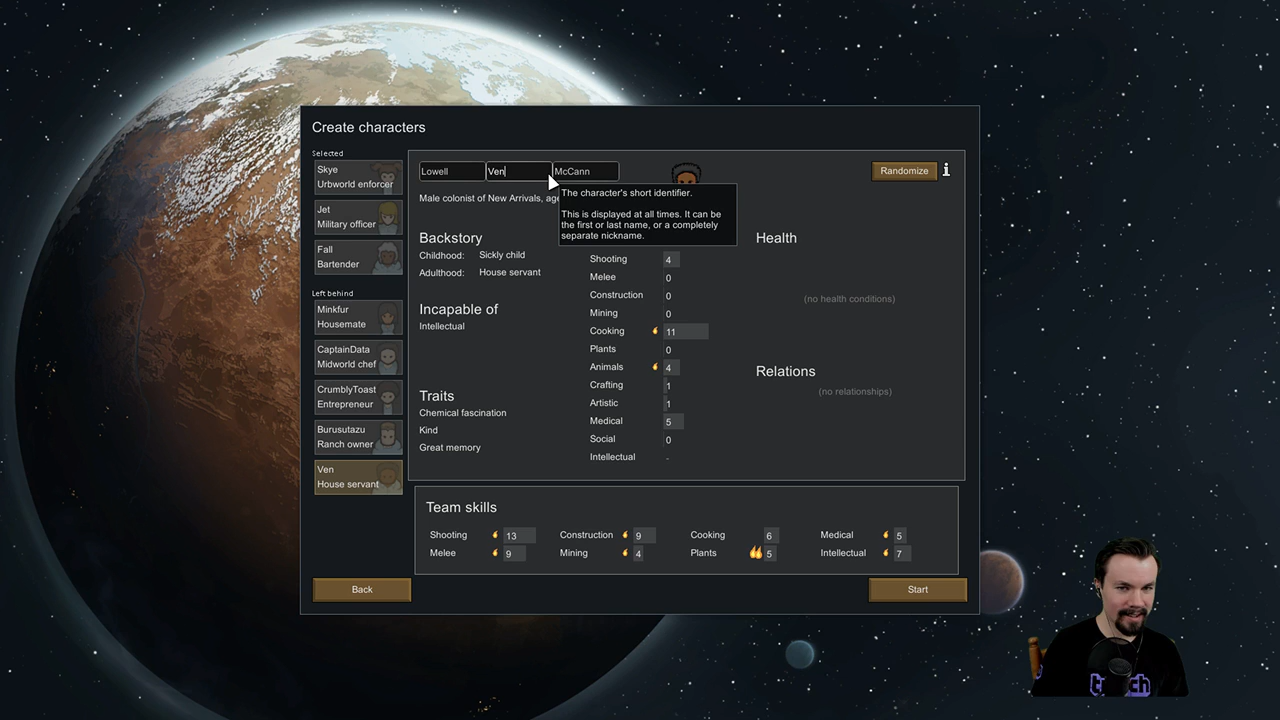 Create characters
Selected
Skye
Urbworld enforcer
Jet
Military officer
Fall
Bartender
Left behind
Minkfur
Housemate
CaptainData
Midworld chef
CrumblyToast
Entrepreneur
Burusutazu
Ranch owner
Ven
House servant
Lowell
Ven
McCann
Randomize
i
Male colonist of New Arrivals, age
The character's short identifier.
This is displayed at all times. It can be
the first or last name, or a completely
separate nickname.
Backstory
Childhood: Sickly child
Adulthood: House servant
Incapable of
Intellectual
Traits
Chemical fascination
Kind
Great memory
Shooting 4
Melee 0
Construction 0
Mining 0
Cooking 11
Plants 0
Animals 4
Crafting 1
Artistic 1
Medical 5
Social 0
Intellectual -
Health
(no health conditions)
Relations
(no relationships)
Team skills
Shooting 13 Construction 9 Cooking 6 Medical 5
Melee 9 Mining 4 Plants 5 Intellectual 7
Back
Start